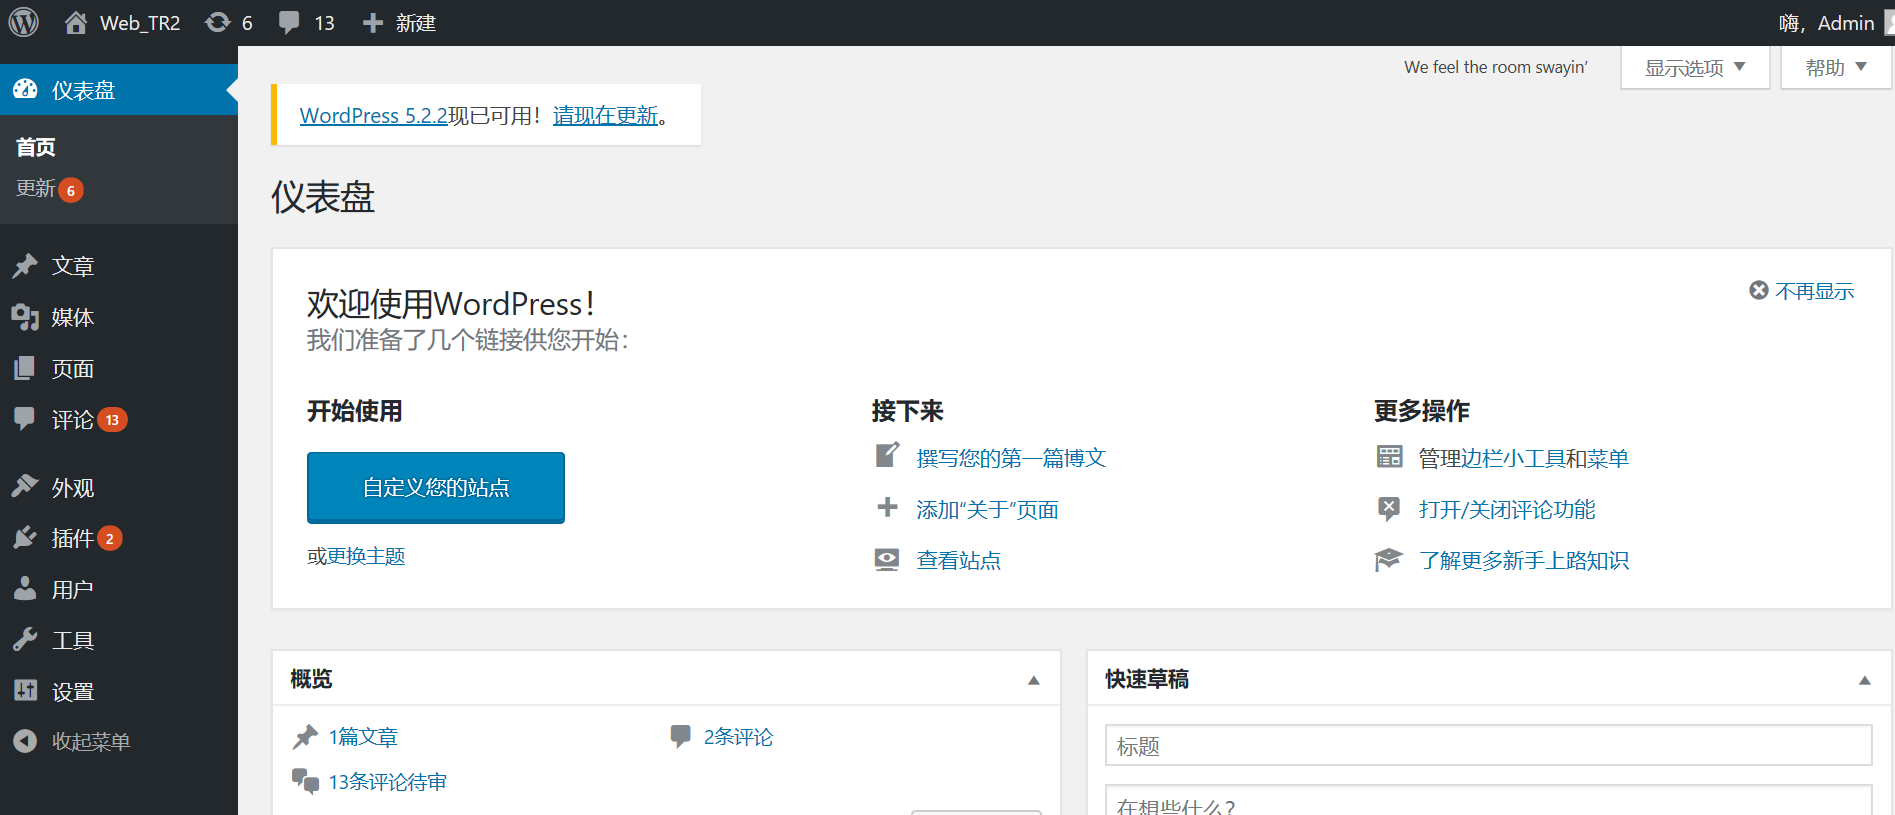 Web_TR2 6 13 新建 嗨，Admin
仪表盘
首页
更新 6
文章
媒体
页面
评论 13
外观
插件 2
用户
工具
设置
收起菜单
We feel the room swayin’ 显示选项 帮助
WordPress 5.2.2现已可用！请现在更新。
仪表盘
欢迎使用WordPress！
不再显示
我们准备了几个链接供您开始：
开始使用
自定义您的站点
或更换主题
接下来
撰写您的第一篇博文
添加“关于”页面
查看站点
更多操作
管理边栏小工具和菜单
打开/关闭评论功能
了解更多新手上路知识
概览
1篇文章 2条评论
13条评论待审
快速草稿
标题
在想些什么？